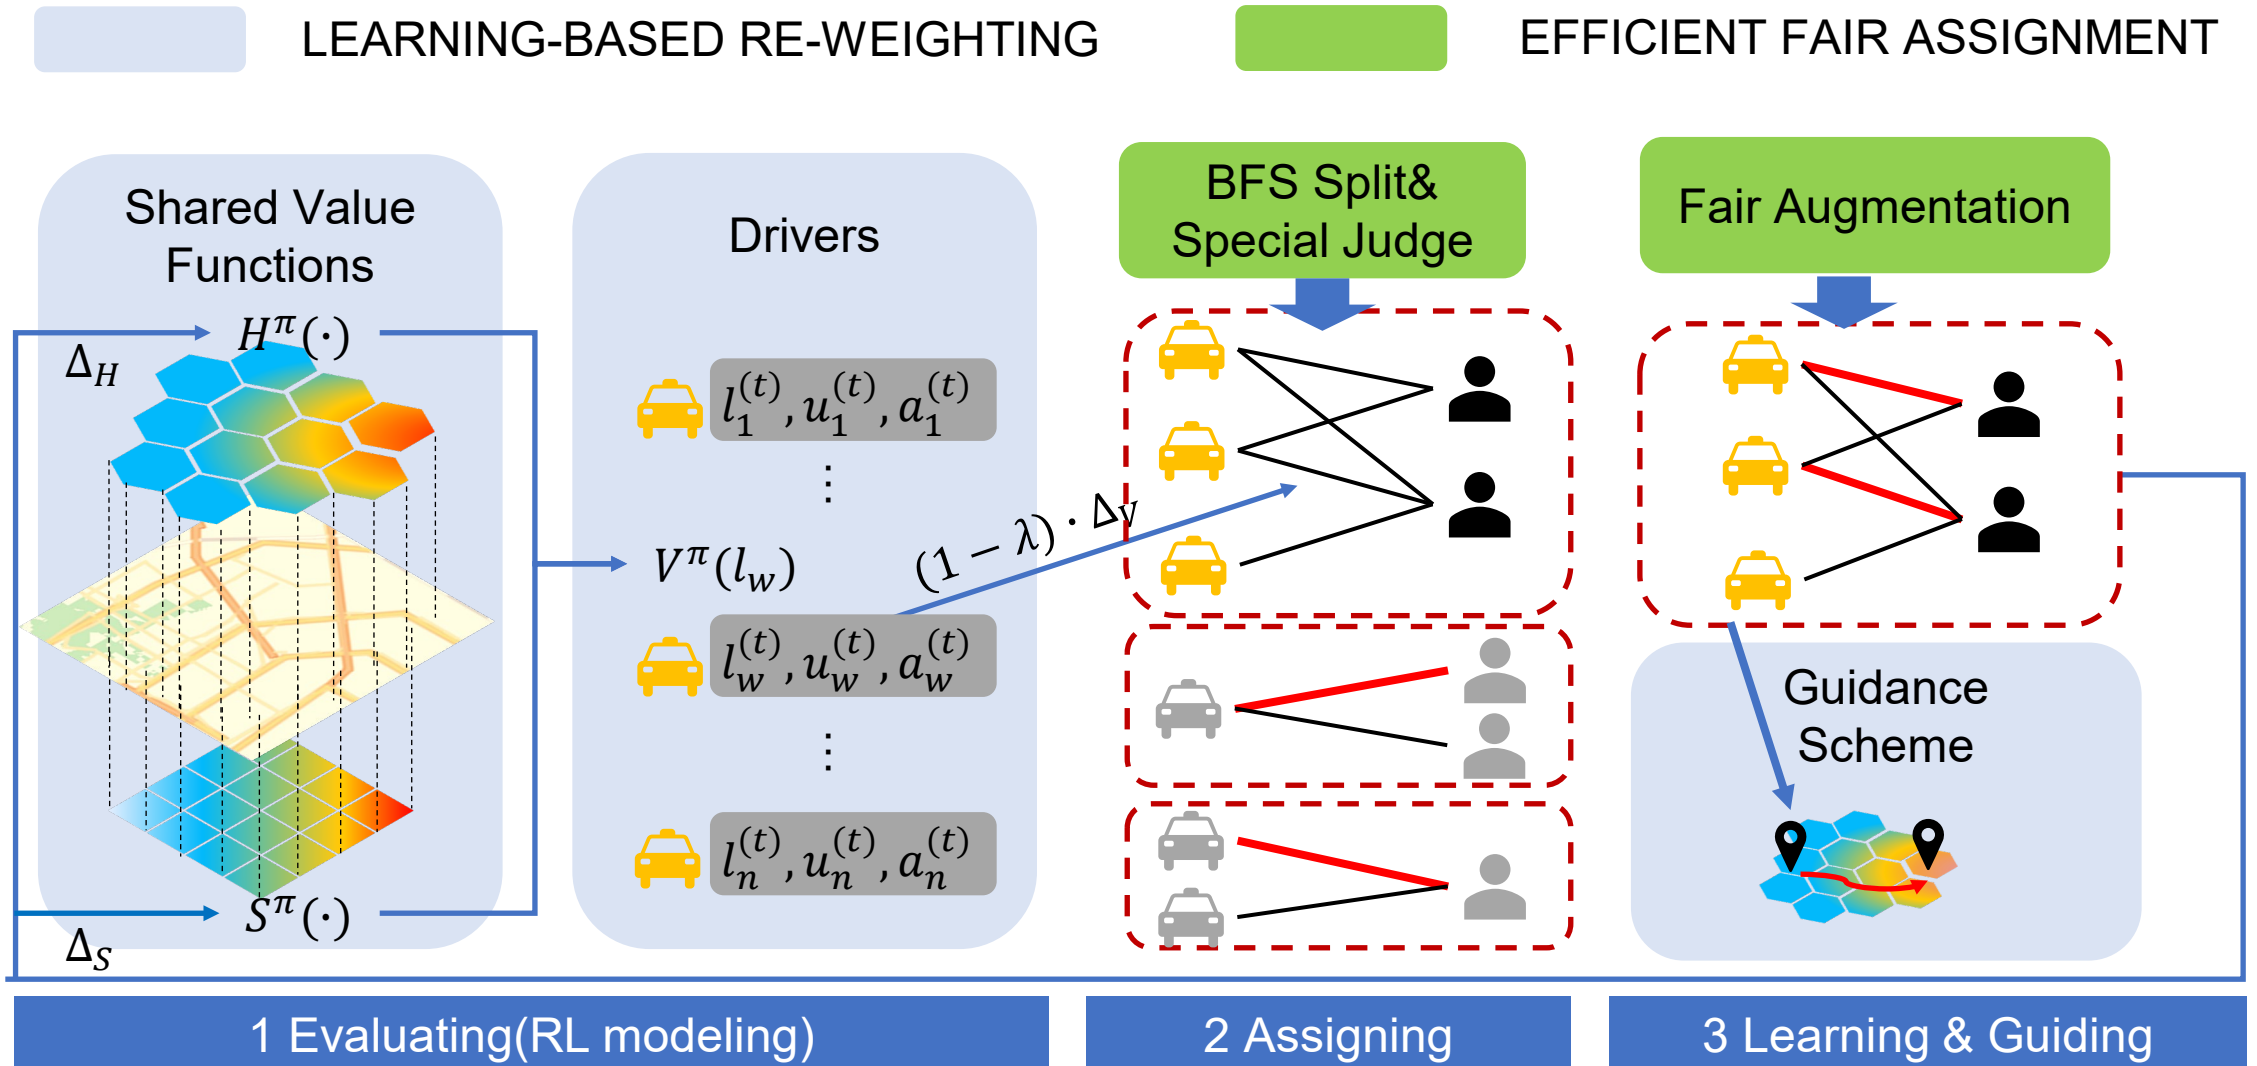 LEARNING-BASED RE-WEIGHTING
EFFICIENT FAIR ASSIGNMENT
Shared Value
Functions
H^π(·)
Δ_H
S^π(·)
Δ_S
Drivers
l_1^(t), u_1^(t), a_1^(t)
⋮
V^π(l_w)
l_w^(t), u_w^(t), a_w^(t)
⋮
l_n^(t), u_n^(t), a_n^(t)
(1 − λ) · Δ_V
BFS Split&
Special Judge
Fair Augmentation
Guidance
Scheme
1 Evaluating(RL modeling)
2 Assigning
3 Learning & Guiding